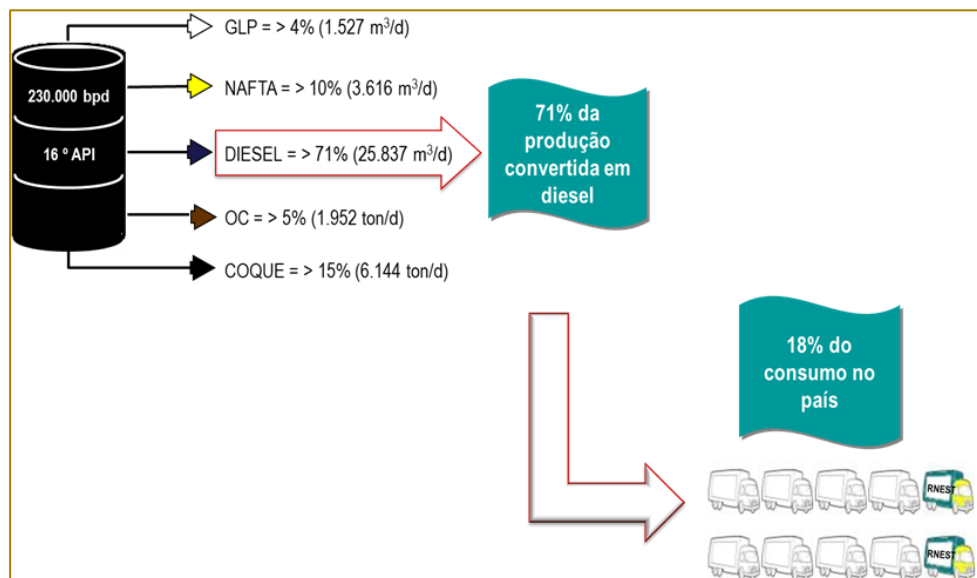 GLP = > 4% (1.527 m³/d)
230.000 bpd
NAFTA = > 10% (3.616 m³/d)
16 º API
DIESEL = > 71% (25.837 m³/d)
71% da
produção
convertida em
diesel
OC = > 5% (1.952 ton/d)
COQUE = > 15% (6.144 ton/d)
18% do
consumo no
país
RNEST
RNEST